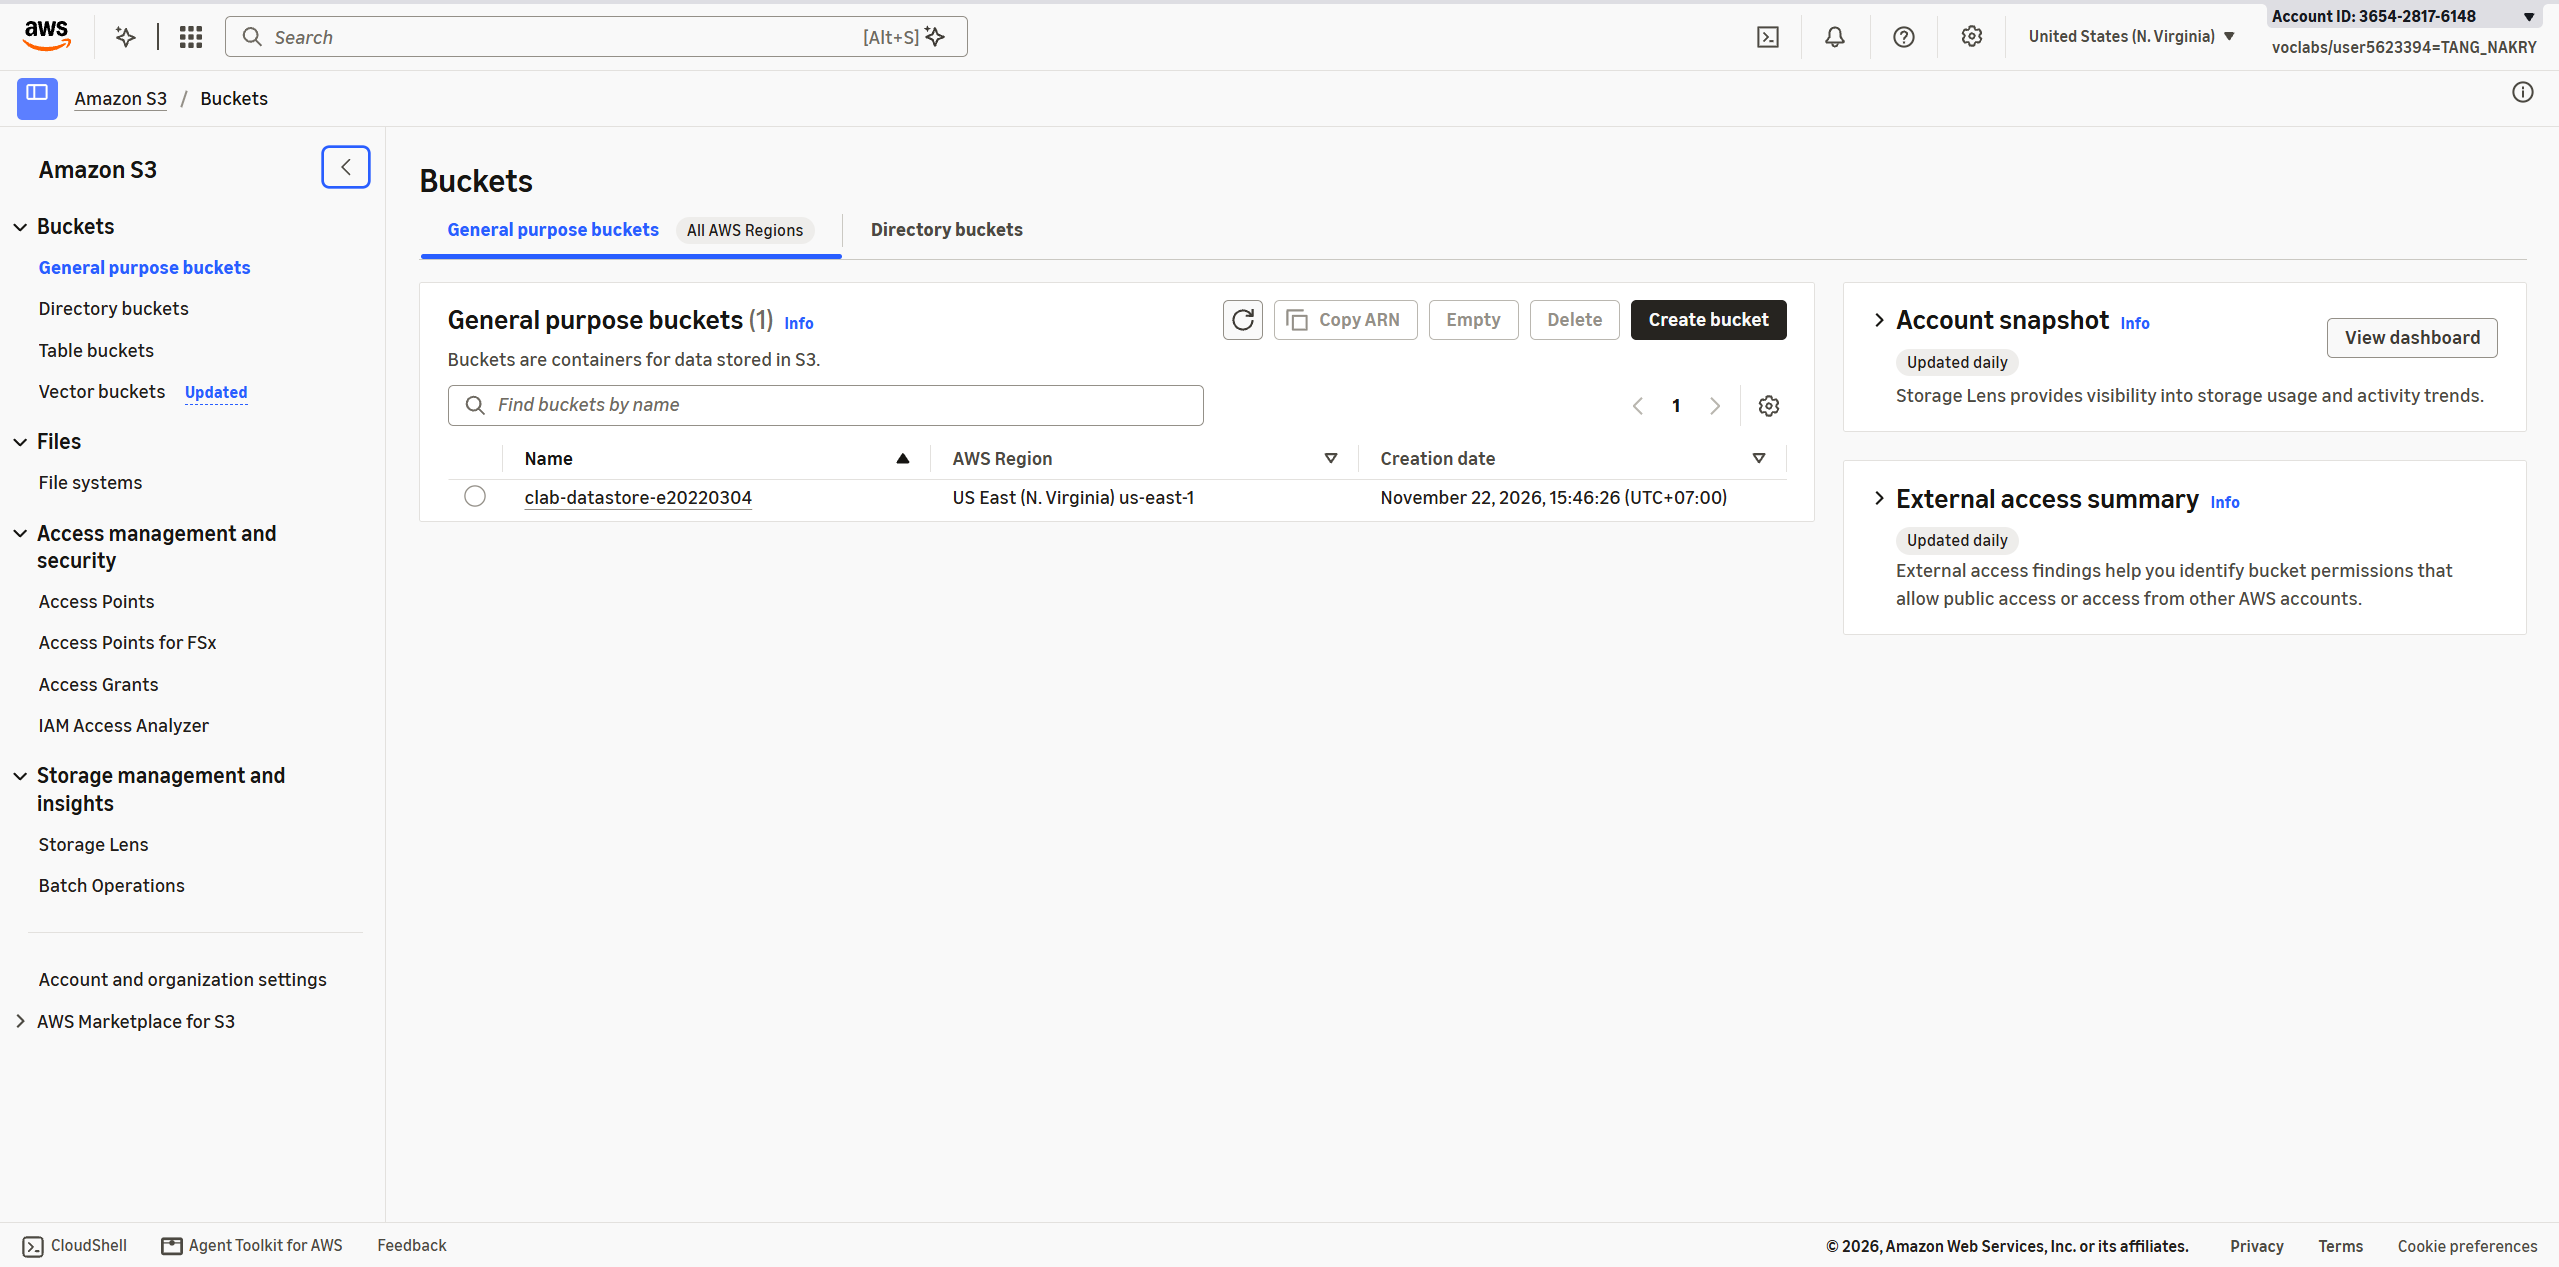 aws
Search [Alt+S]
United States (N. Virginia)
Account ID: 3654-2817-6148
voclabs/user5623394=TANG_NAKRY
Amazon S3 / Buckets
Amazon S3
Buckets
General purpose buckets
Directory buckets
Table buckets
Vector buckets Updated
Files
File systems
Access management and
security
Access Points
Access Points for FSx
Access Grants
IAM Access Analyzer
Storage management and
insights
Storage Lens
Batch Operations
Account and organization settings
AWS Marketplace for S3
Buckets
General purpose buckets All AWS Regions Directory buckets
General purpose buckets (1) Info
Copy ARN Empty Delete Create bucket
Buckets are containers for data stored in S3.
Find buckets by name
1
Name AWS Region Creation date
clab-datastore-e20220304 US East (N. Virginia) us-east-1 November 22, 2026, 15:46:26 (UTC+07:00)
Account snapshot Info
View dashboard
Updated daily
Storage Lens provides visibility into storage usage and activity trends.
External access summary Info
Updated daily
External access findings help you identify bucket permissions that
allow public access or access from other AWS accounts.
CloudShell Agent Toolkit for AWS Feedback
© 2026, Amazon Web Services, Inc. or its affiliates. Privacy Terms Cookie preferences